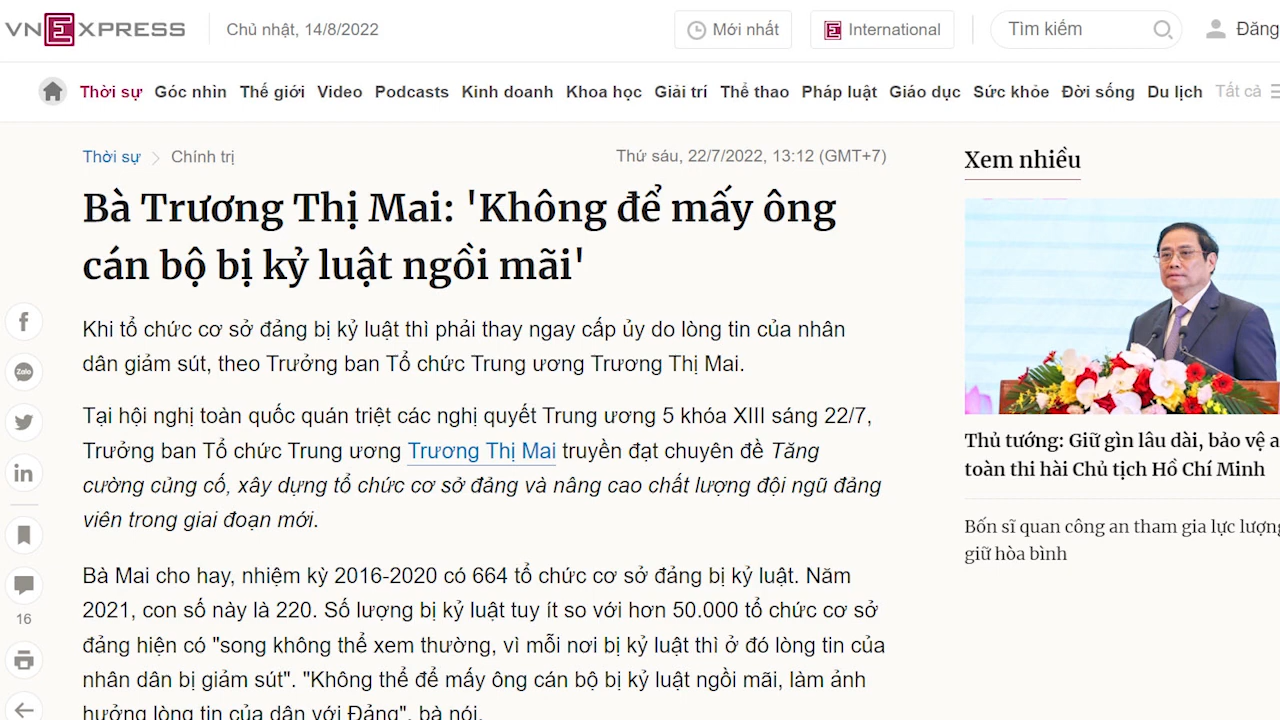 VNEXPRESS
Chủ nhật, 14/8/2022
Mới nhất
International
Tìm kiếm
Đăng
Thời sự Góc nhìn Thế giới Video Podcasts Kinh doanh Khoa học Giải trí Thể thao Pháp luật Giáo dục Sức khỏe Đời sống Du lịch Tất cả
Thời sự Chính trị
Thứ sáu, 22/7/2022, 13:12 (GMT+7)
Bà Trương Thị Mai: 'Không để mấy ông
cán bộ bị kỷ luật ngồi mãi'
Khi tổ chức cơ sở đảng bị kỷ luật thì phải thay ngay cấp ủy do lòng tin của nhân
dân giảm sút, theo Trưởng ban Tổ chức Trung ương Trương Thị Mai.
Tại hội nghị toàn quốc quán triệt các nghị quyết Trung ương 5 khóa XIII sáng 22/7,
Trưởng ban Tổ chức Trung ương Trương Thị Mai truyền đạt chuyên đề Tăng
cường củng cố, xây dựng tổ chức cơ sở đảng và nâng cao chất lượng đội ngũ đảng
viên trong giai đoạn mới.
Bà Mai cho hay, nhiệm kỳ 2016-2020 có 664 tổ chức cơ sở đảng bị kỷ luật. Năm
2021, con số này là 220. Số lượng bị kỷ luật tuy ít so với hơn 50.000 tổ chức cơ sở
đảng hiện có "song không thể xem thường, vì mỗi nơi bị kỷ luật thì ở đó lòng tin của
nhân dân bị giảm sút". "Không thể để mấy ông cán bộ bị kỷ luật ngồi mãi, làm ảnh
hưởng lòng tin của dân với Đảng", bà nói.
Zalo
16
Xem nhiều
Thủ tướng: Giữ gìn lâu dài, bảo vệ a
toàn thi hài Chủ tịch Hồ Chí Minh
Bốn sĩ quan công an tham gia lực lượng
giữ hòa bình